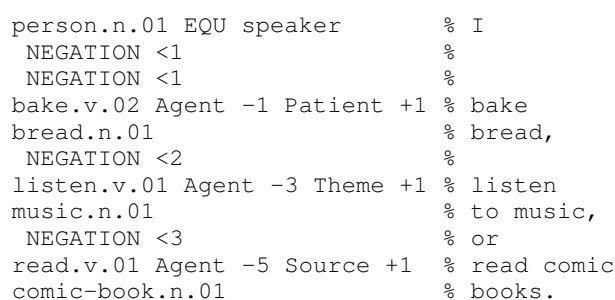 person.n.01 EQU speaker % I
NEGATION <1 %
NEGATION <1 %
bake.v.02 Agent -1 Patient +1 % bake
bread.n.01 % bread,
NEGATION <2 %
listen.v.01 Agent -3 Theme +1 % listen
music.n.01 % to music,
NEGATION <3 % or
read.v.01 Agent -5 Source +1 % read comic
comic-book.n.01 % books.